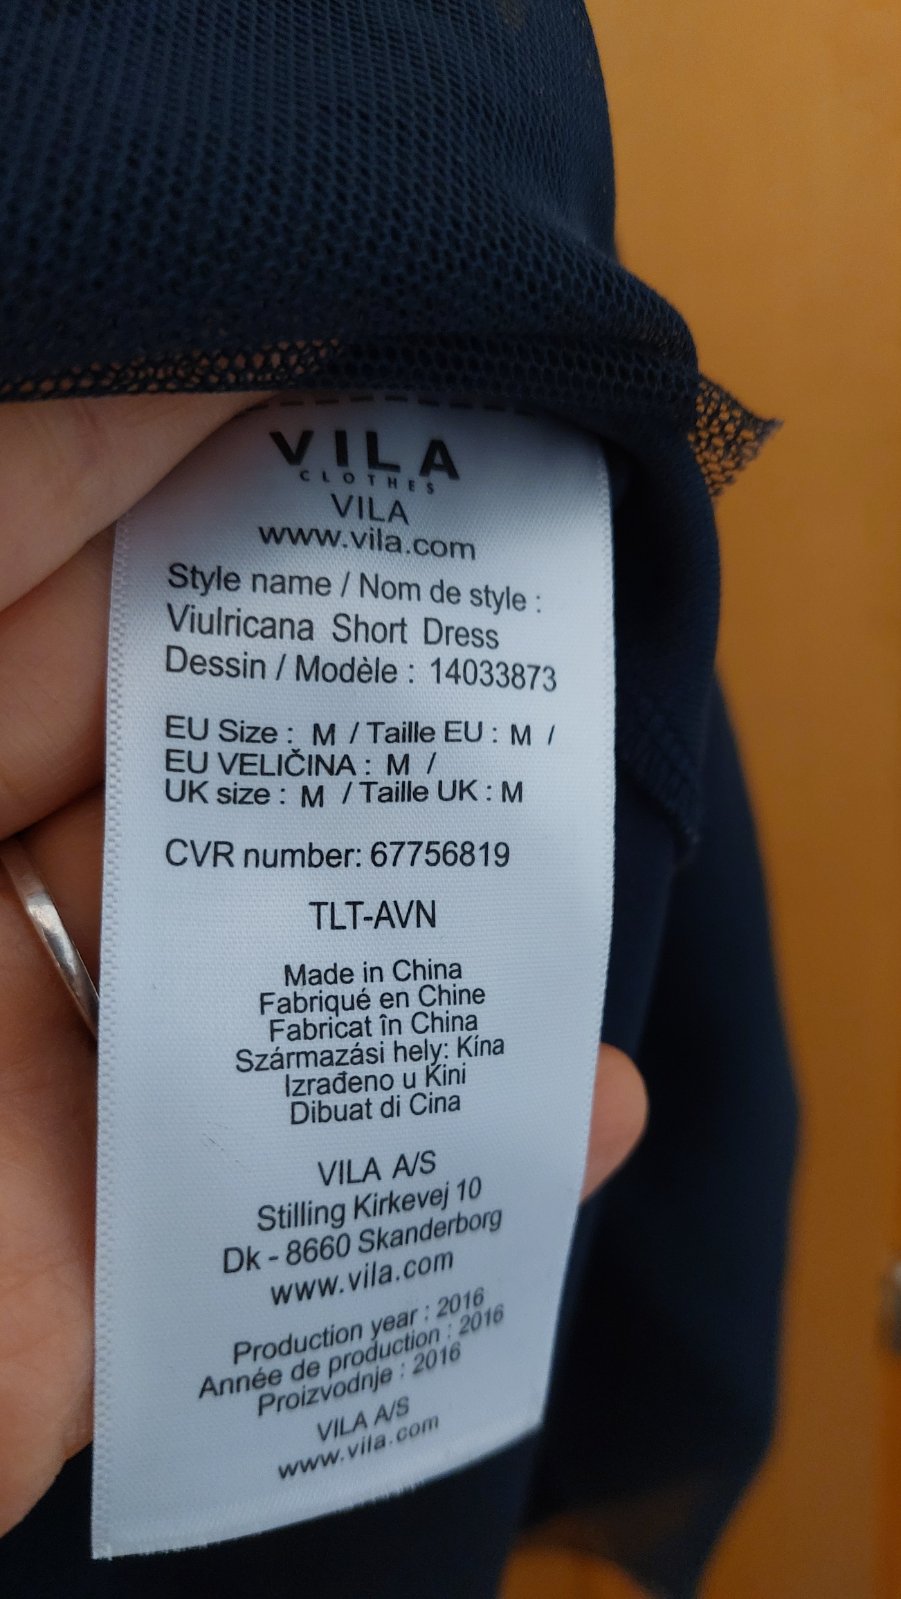 VILA
CLOTHES
VILA
www.vila.com
Style name / Nom de style :
Viulricana Short Dress
Dessin / Modèle : 14033873
EU Size : M / Taille EU : M /
EU VELIČINA : M /
UK size : M / Taille UK : M
CVR number: 67756819
TLT-AVN
Made in China
Fabriqué en Chine
Fabricat în China
Származási hely: Kína
Izrađeno u Kini
Dibuat di Cina
VILA A/S
Stilling Kirkevej 10
Dk - 8660 Skanderborg
www.vila.com
Production year : 2016
Année de production : 2016
Proizvodnje : 2016
VILA A/S
www.vila.com